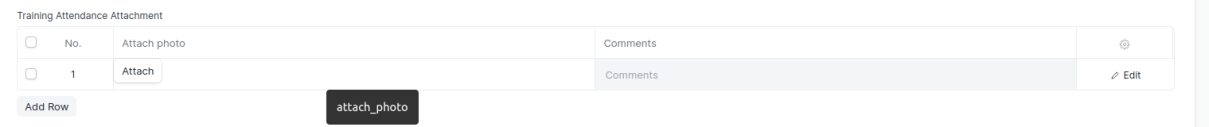 Training Attendance Attachment
No. Attach photo Comments
1 Attach Comments Edit
Add Row attach_photo